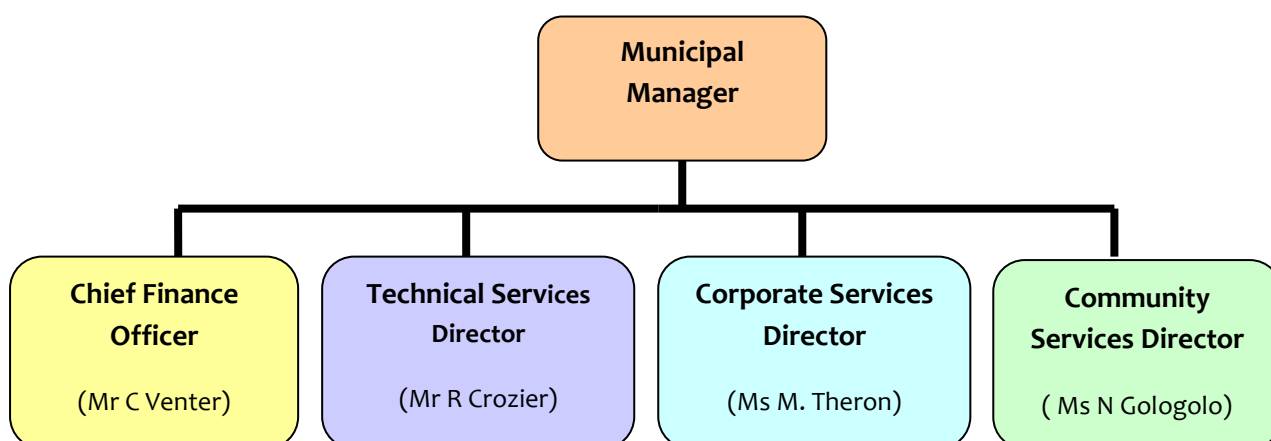 Municipal
Manager
Chief Finance
Officer
(Mr C Venter)
Technical Services
Director
(Mr R Crozier)
Corporate Services
Director
(Ms M. Theron)
Community
Services Director
( Ms N Gologolo)